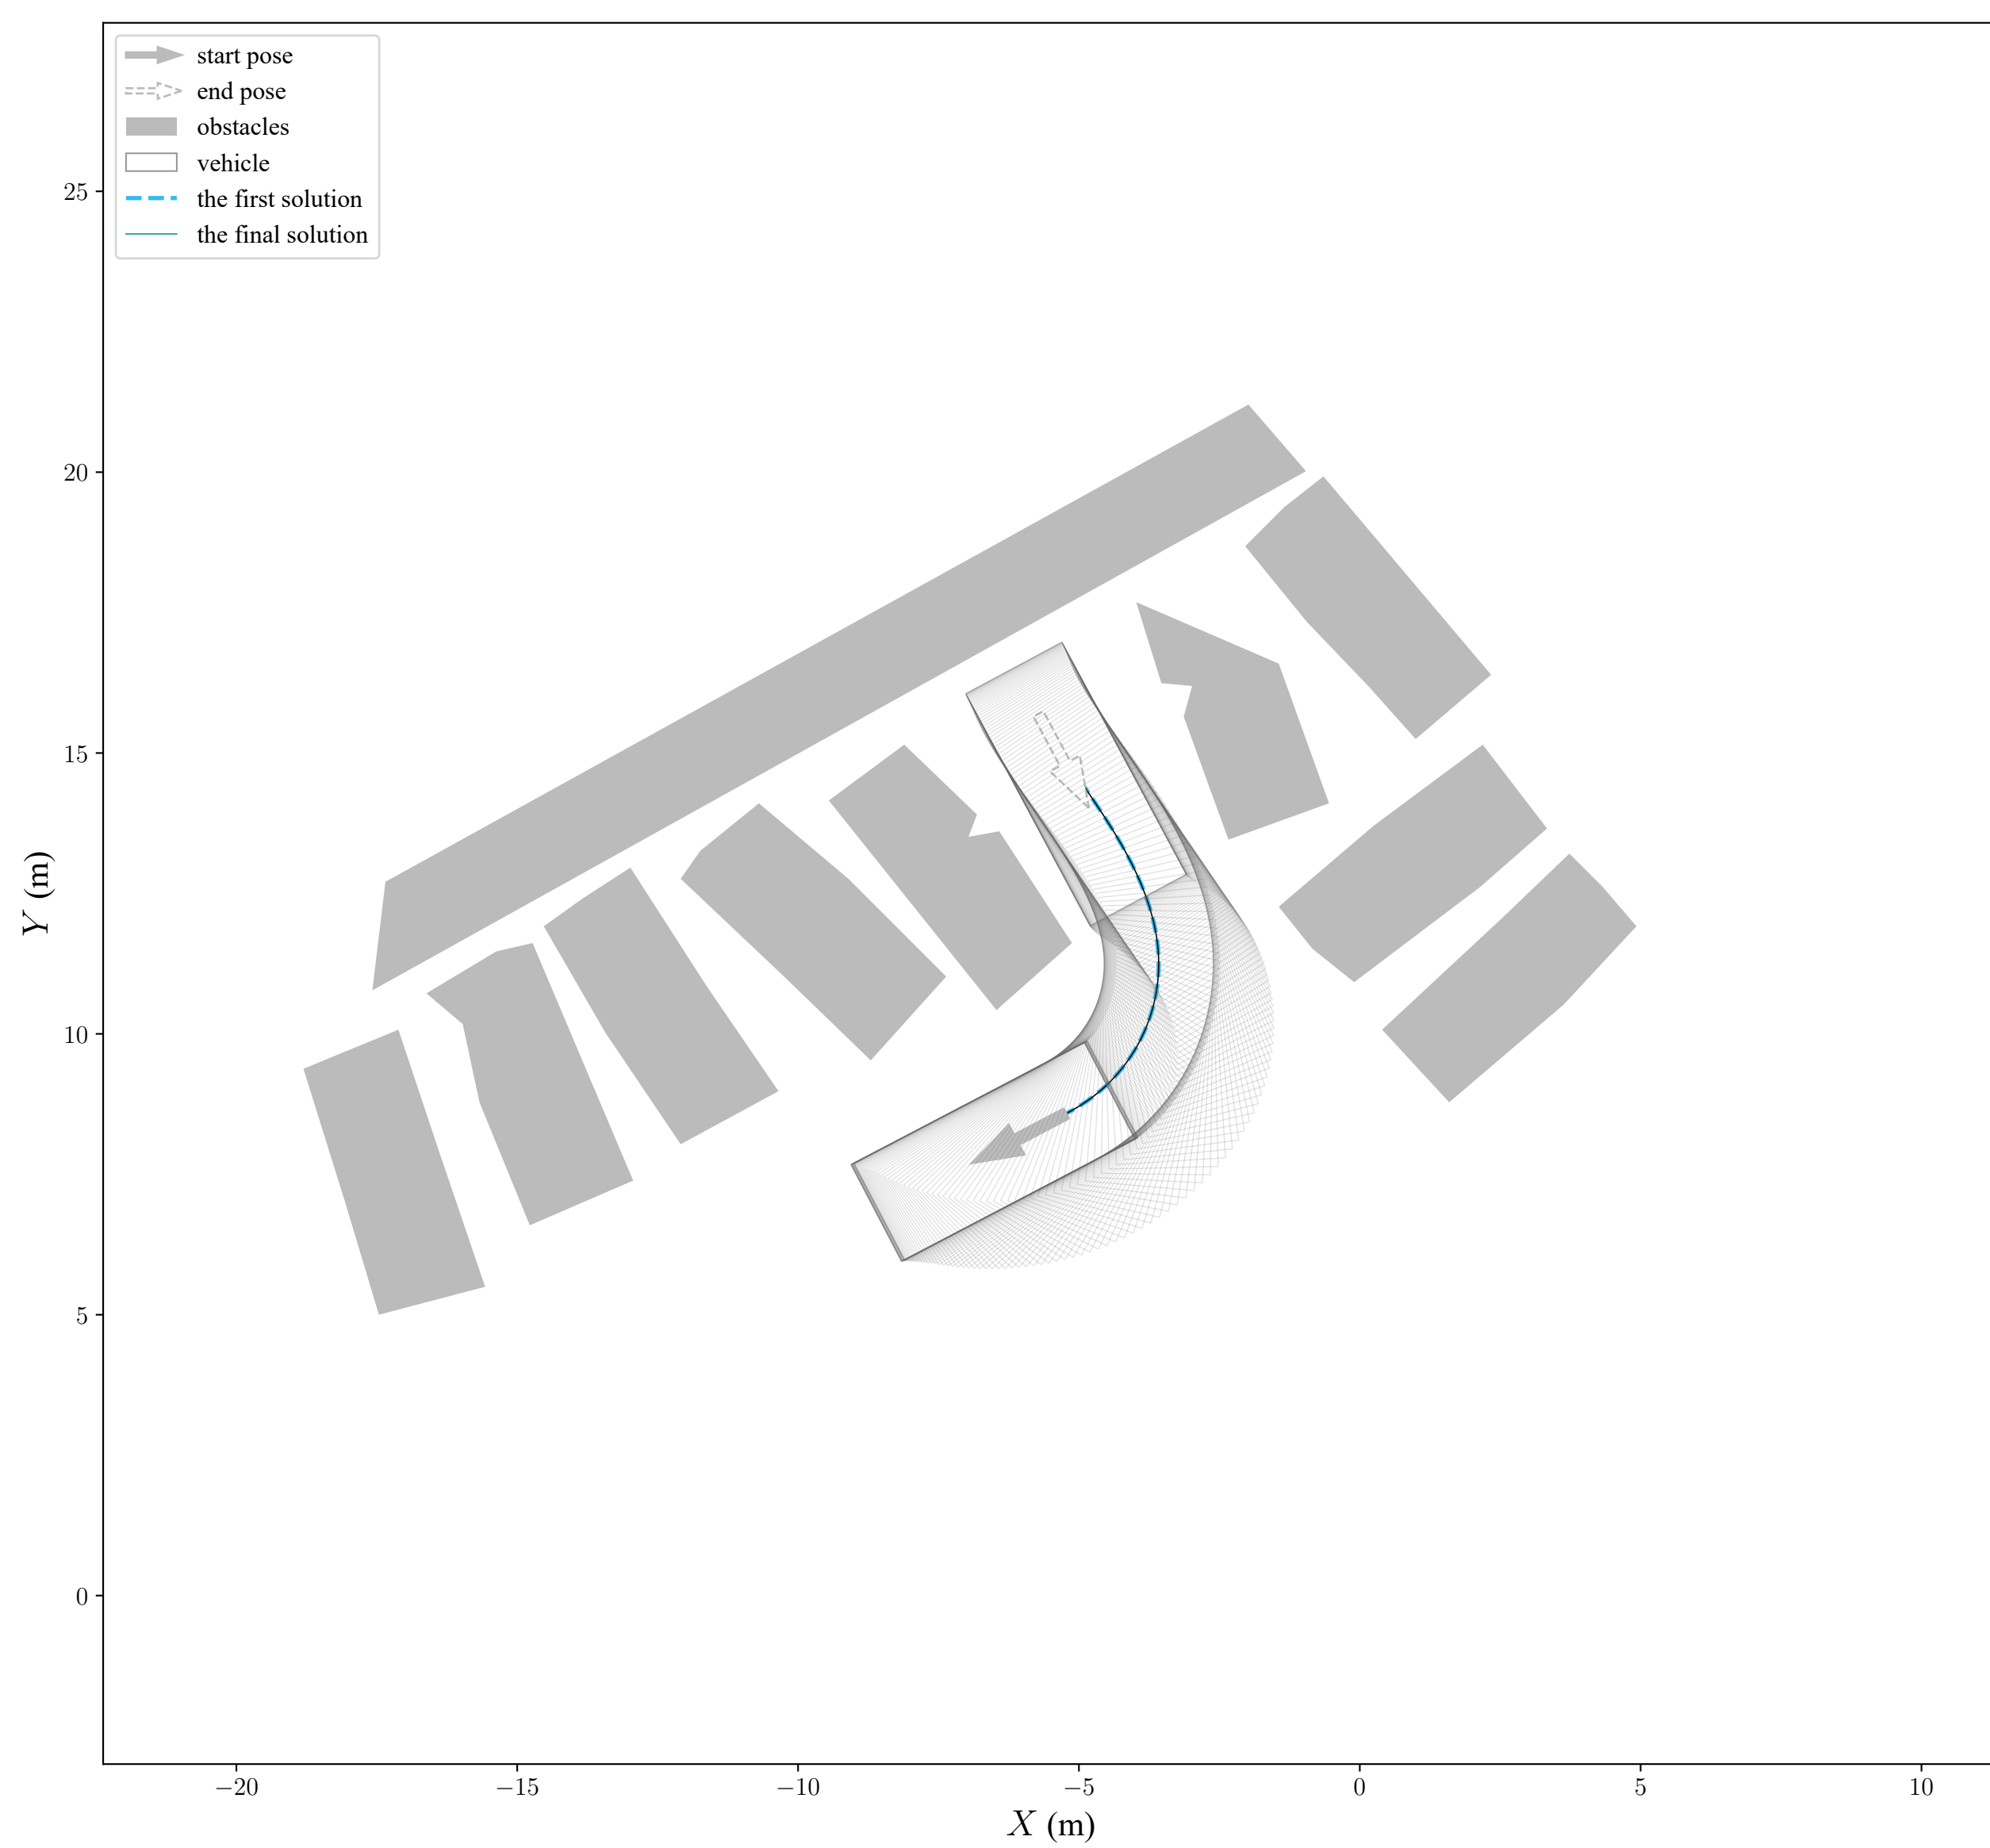 start pose
end pose
obstacles
vehicle
the first solution
the final solution
25
20
15
10
5
0
Y (m)
−20 −15 −10 −5 0 5 10
X (m)